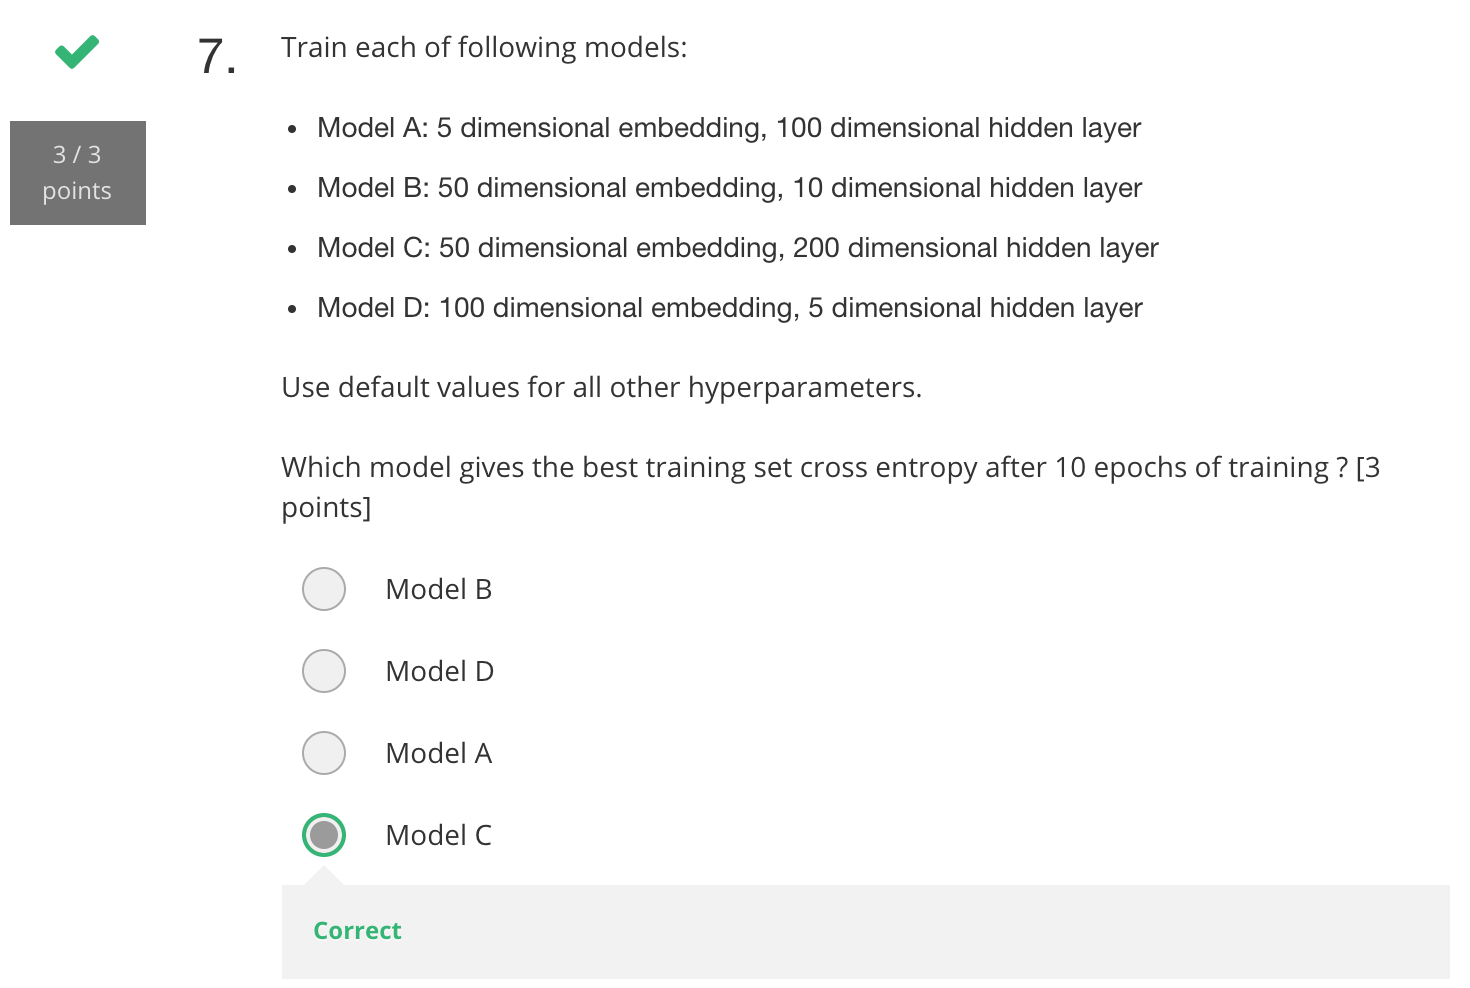 3 / 3
points
7.
Train each of following models:
• Model A: 5 dimensional embedding, 100 dimensional hidden layer
• Model B: 50 dimensional embedding, 10 dimensional hidden layer
• Model C: 50 dimensional embedding, 200 dimensional hidden layer
• Model D: 100 dimensional embedding, 5 dimensional hidden layer
Use default values for all other hyperparameters.
Which model gives the best training set cross entropy after 10 epochs of training ? [3
points]
Model B
Model D
Model A
Model C
Correct